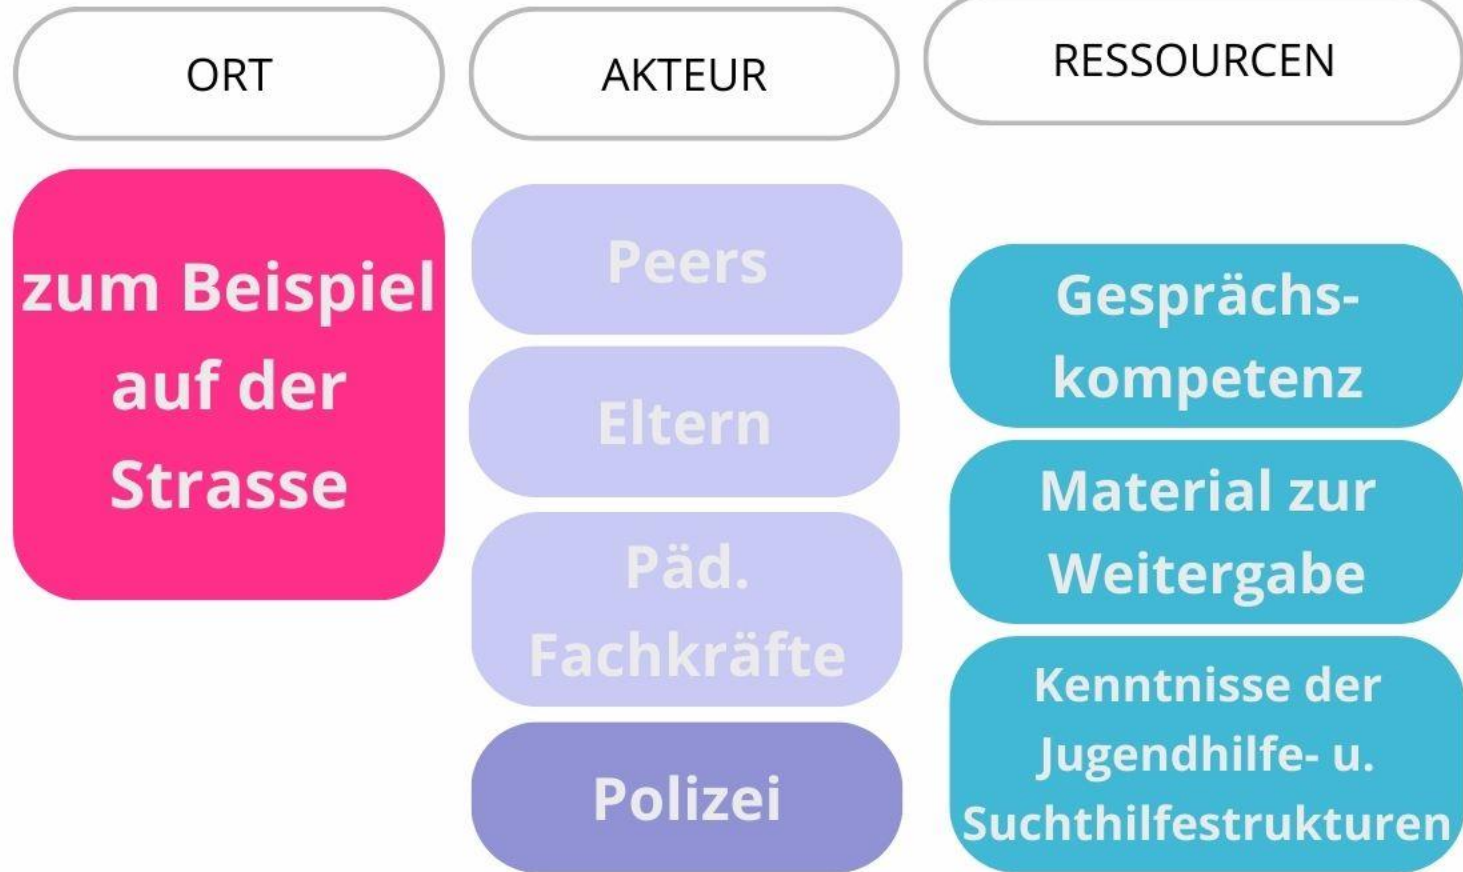 ORT
AKTEUR
RESSOURCEN
zum Beispiel
auf der
Strasse
Peers
Eltern
Päd.
Fachkräfte
Polizei
Gesprächs-
kompetenz
Material zur
Weitergabe
Kenntnisse der
Jugendhilfe- u.
Suchthilfestrukturen